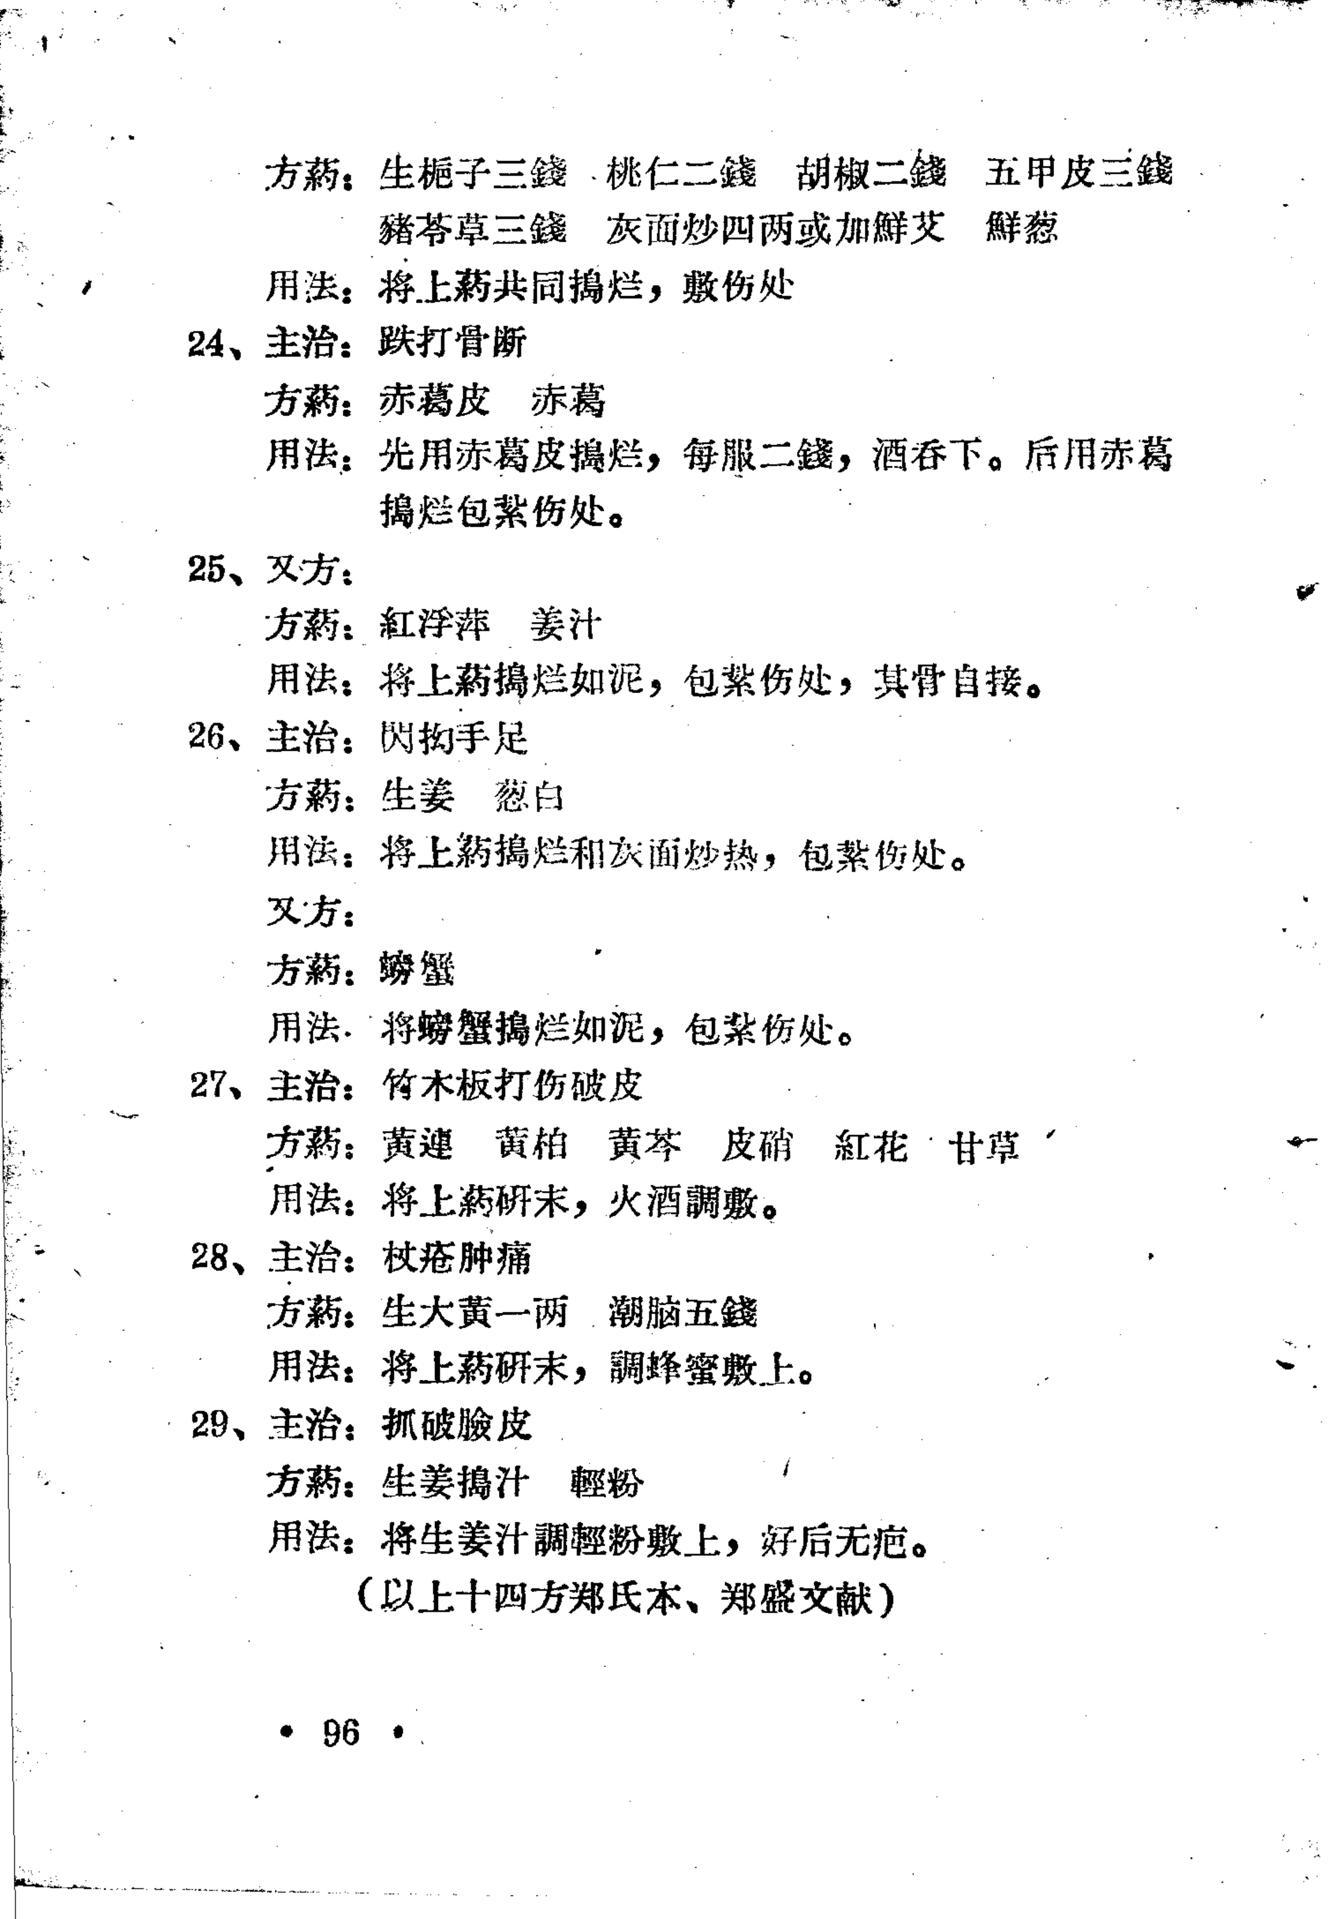 方葯：生梔子三錢　桃仁二錢　胡椒二錢　五甲皮三錢
豬苓草三錢　灰面炒四两或加鮮艾　鮮葱
用法：将上葯共同搗烂，敷伤处
24、主治：跌打骨断
方葯：赤葛皮　赤葛
用法：先用赤葛皮搗烂，每服二錢，酒吞下。后用赤葛
搗烂包紮伤处。
25、又方：
方葯：紅浮萍　姜汁
用法：将上葯搗烂如泥，包紮伤处，其骨自接。
26、主治：閃抝手足
方葯：生姜　葱白
用法：将上葯搗烂和灰面炒热，包紮伤处。
又方：
方葯：螃蟹
用法：将螃蟹搗烂如泥，包紮伤处。
27、主治：竹木板打伤破皮
方葯：黄連　黄柏　黄芩　皮硝　紅花　甘草
用法：将上葯研末，火酒調敷。
28、主治：杖疮肿痛
方葯：生大黄一两　潮脑五錢
用法：将上葯研末，調蜂蜜敷上。
29、主治：抓破臉皮
方葯：生姜搗汁　輕粉
用法：将生姜汁調輕粉敷上，好后无疤。
（以上十四方郑氏本、郑盛文献）
• 96 •